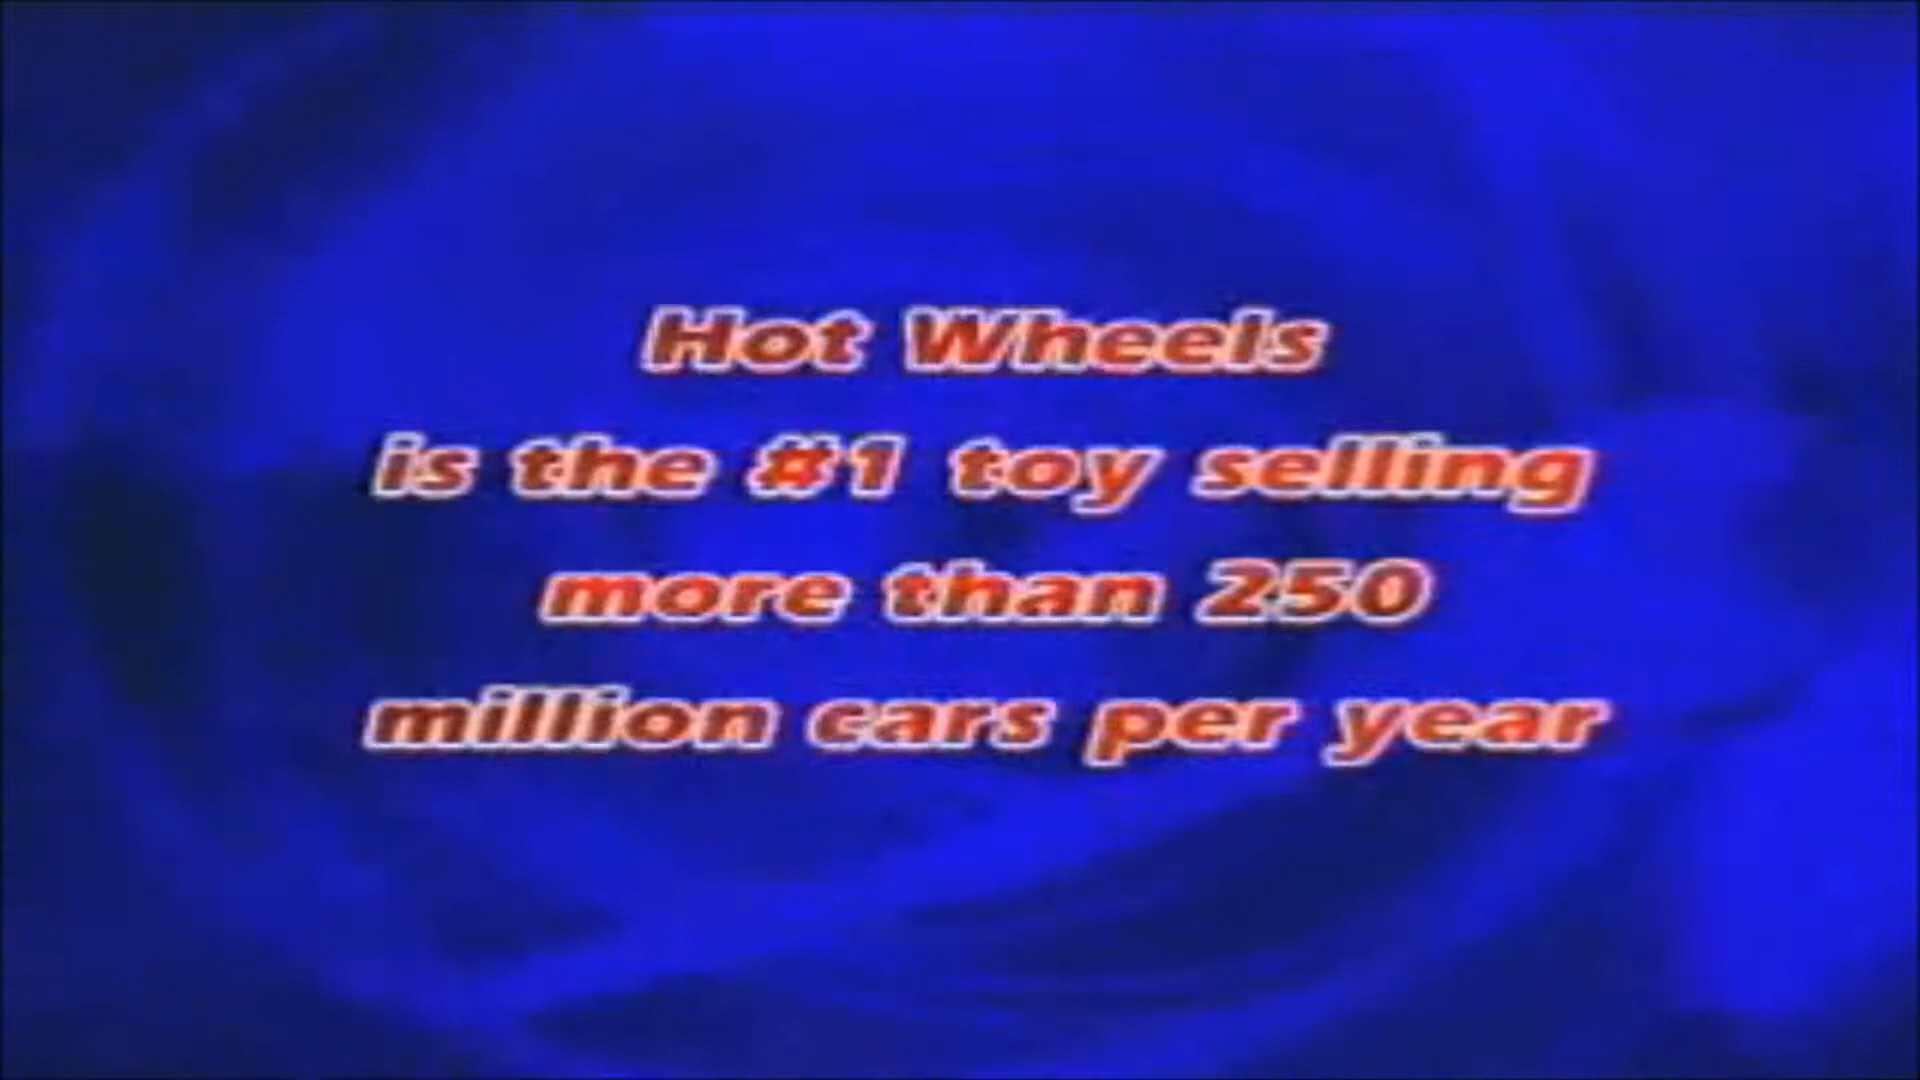 Hot Wheels
is the #1 toy selling
more than 250
million cars per year